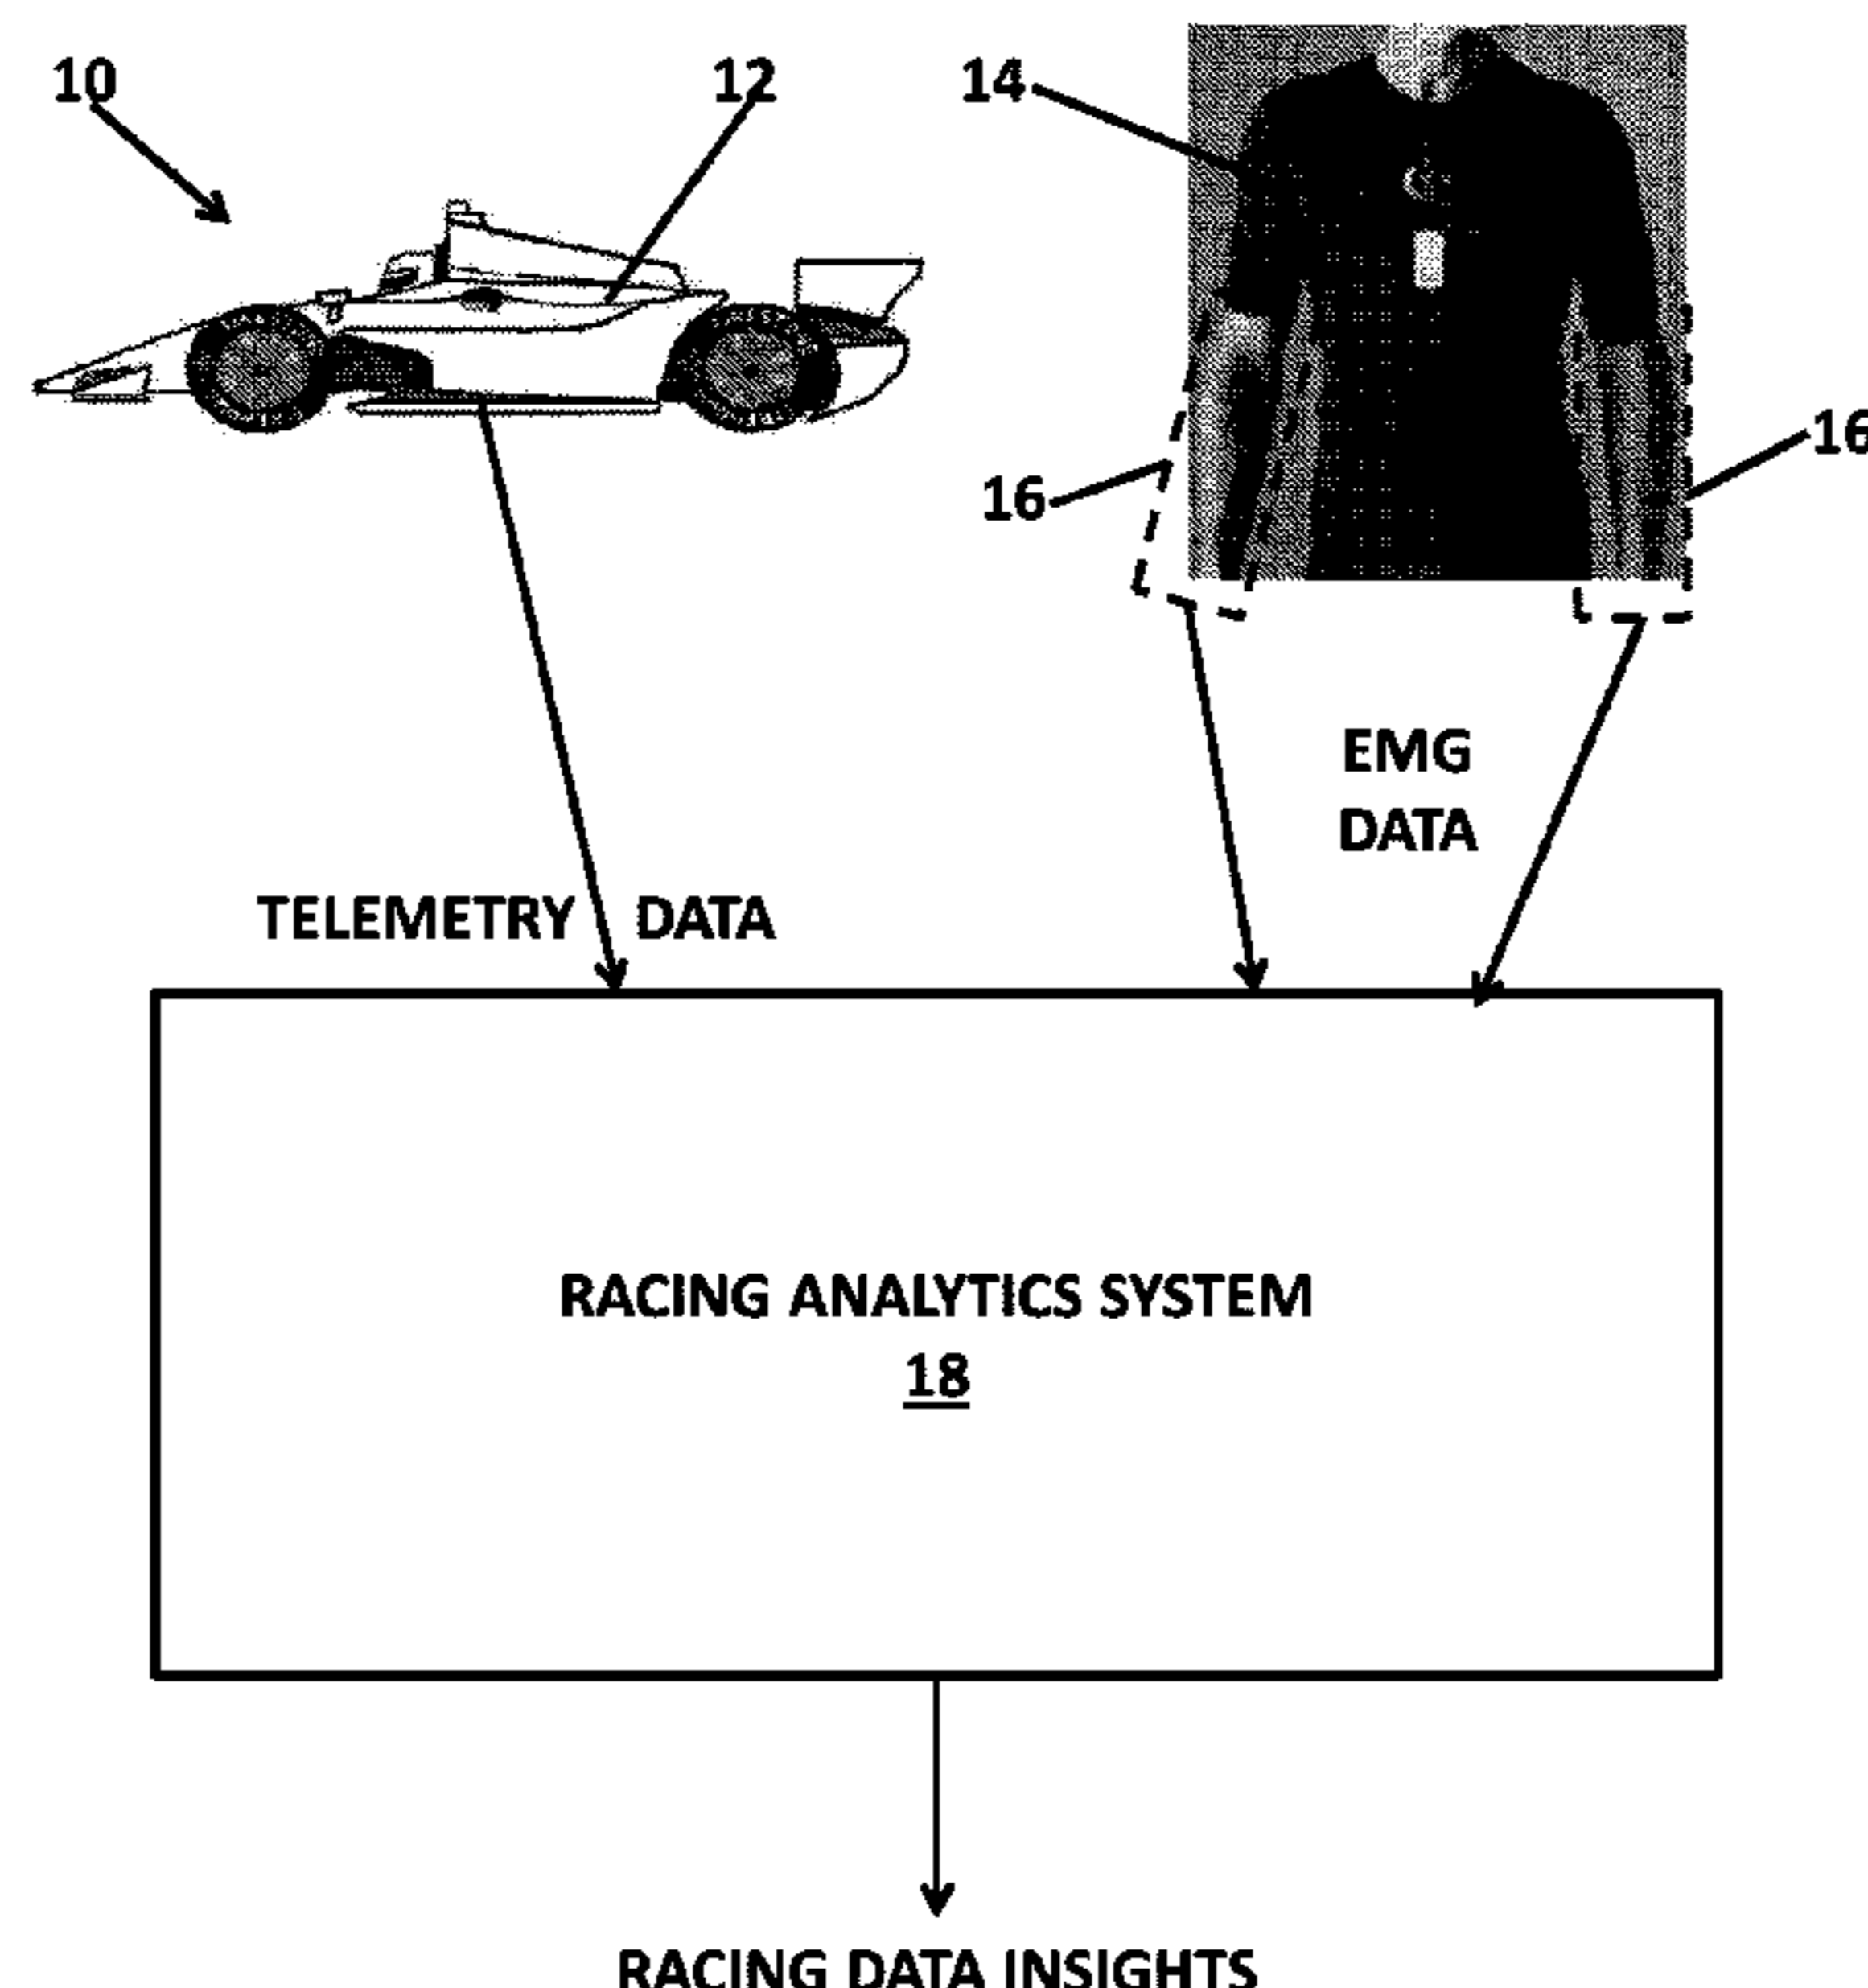 10
12
14
16
16
EMG
DATA
TELEMETRY DATA
RACING ANALYTICS SYSTEM
18
RACING DATA INSIGHTS